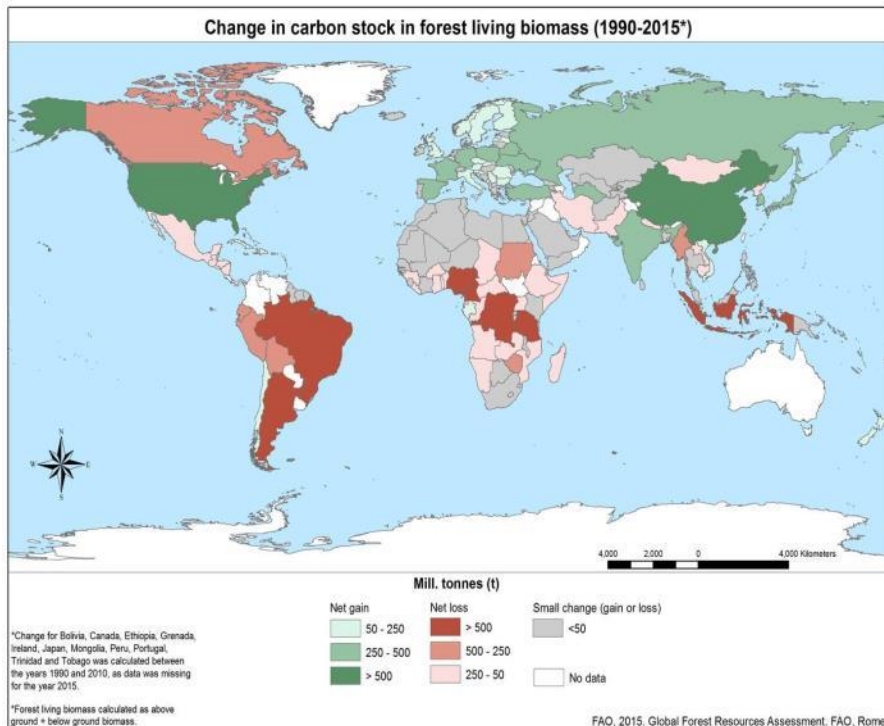 Change in carbon stock in forest living biomass (1990-2015*)
N
W E
S
4,000 2,000 0 4,000 Kilometers
Mill. tonnes (t)
Net gain
50 - 250
250 - 500
> 500
Net loss
> 500
500 - 250
250 - 50
Small change (gain or loss)
<50
No data
*Change for Bolivia, Canada, Ethiopia, Grenada,
Ireland, Japan, Mongolia, Peru, Portugal,
Trinidad and Tobago was calculated between
the years 1990 and 2010, as data was missing
for the year 2015.
*Forest living biomass calculated as above
ground + below ground biomass.
FAO, 2015. Global Forest Resources Assessment. FAO, Rome